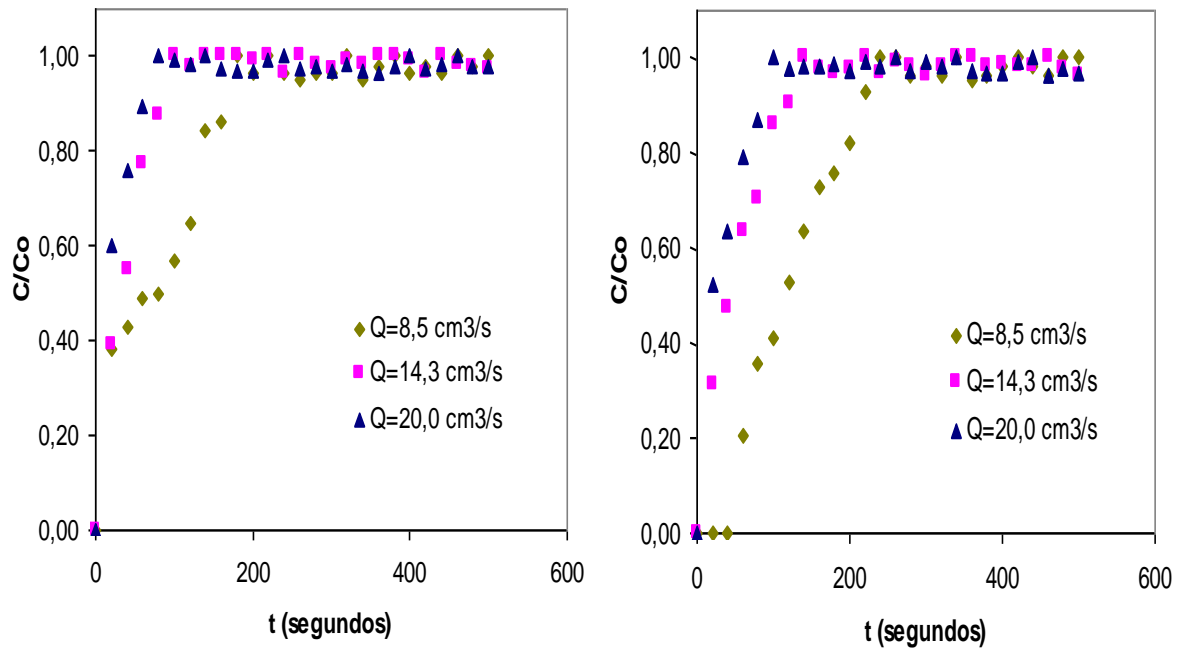 1,00
0,80
0,60
0,40
0,20
0,00
C/Co
Q=8,5 cm3/s
Q=14,3 cm3/s
Q=20,0 cm3/s
0
200
400
600
t (segundos)
1,00
0,80
0,60
0,40
0,20
0,00
C/Co
Q=8,5 cm3/s
Q=14,3 cm3/s
Q=20,0 cm3/s
0
200
400
600
t (segundos)